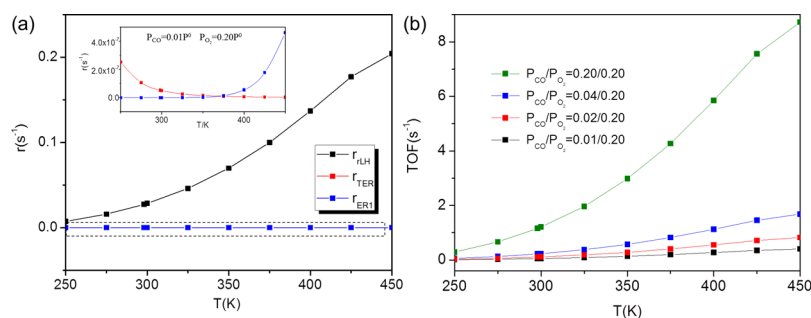 (a)
P_CO=0.01P⁰ P_O₂=0.20P⁰
4.0x10⁻⁷
2.0x10⁻⁷
0.0
r(s⁻¹)
300
350
400
T/K
0.2
0.1
0.0
r(s⁻¹)
r_rLH
r_TER
r_ER1
250 300 350 400 450
T(K)
(b)
8
6
4
2
0
TOF(s⁻¹)
P_CO/P_O₂=0.20/0.20
P_CO/P_O₂=0.04/0.20
P_CO/P_O₂=0.02/0.20
P_CO/P_O₂=0.01/0.20
250 300 350 400 450
T(K)